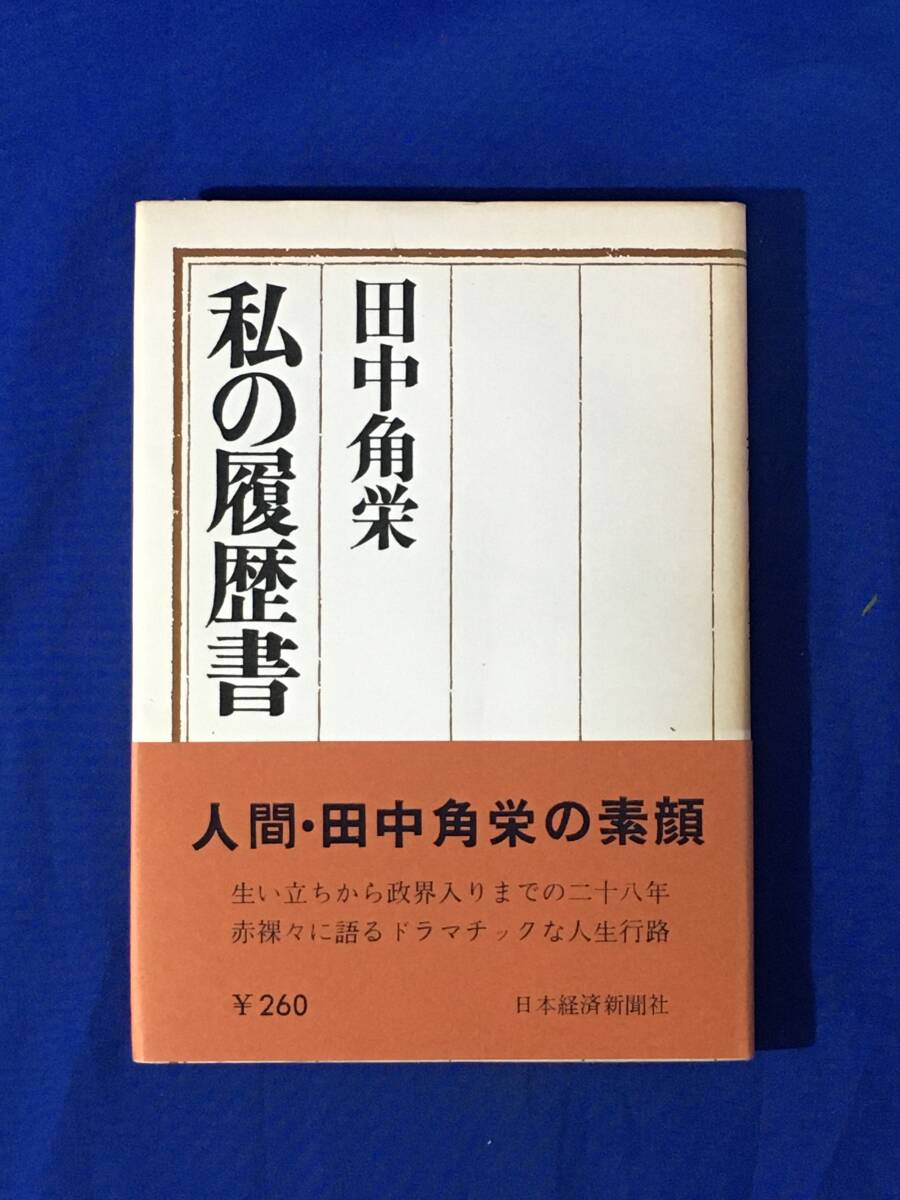 田中角栄
私の履歴書
人間・田中角栄の素顔
生い立ちから政界入りまでの二十八年
赤裸々に語るドラマチックな人生行路
￥260
日本経済新聞社